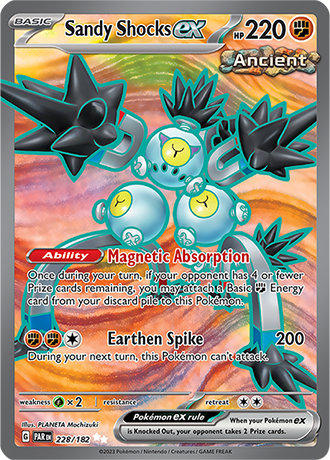 BASIC
Sandy Shocks ex HP 220
Ancient
Ability Magnetic Absorption
Once during your turn, if your opponent has 4 or fewer
Prize cards remaining, you may attach a Basic Energy
card from your discard pile to this Pokémon.
Earthen Spike 200
During your next turn, this Pokémon can't attack.
weakness × 2 resistance retreat
Illus. PLANETA Mochizuki
Pokémon ex rule
When your Pokémon ex
is Knocked Out, your opponent takes 2 Prize cards.
G PAR EN 228/182
©2023 Pokémon / Nintendo / Creatures / GAME FREAK